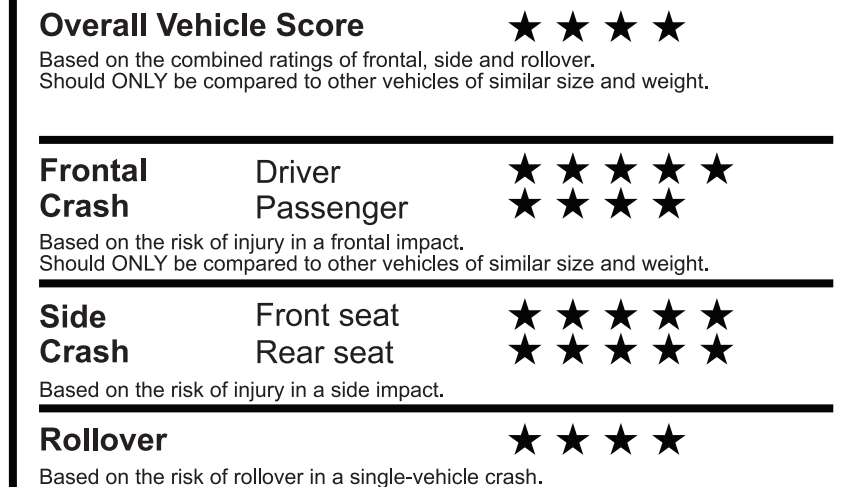 Overall Vehicle Score ★ ★ ★ ★
Based on the combined ratings of frontal, side and rollover.
Should ONLY be compared to other vehicles of similar size and weight.
Frontal Driver ★ ★ ★ ★ ★
Crash Passenger ★ ★ ★ ★
Based on the risk of injury in a frontal impact.
Should ONLY be compared to other vehicles of similar size and weight.
Side Front seat ★ ★ ★ ★ ★
Crash Rear seat ★ ★ ★ ★ ★
Based on the risk of injury in a side impact.
Rollover ★ ★ ★ ★
Based on the risk of rollover in a single-vehicle crash.